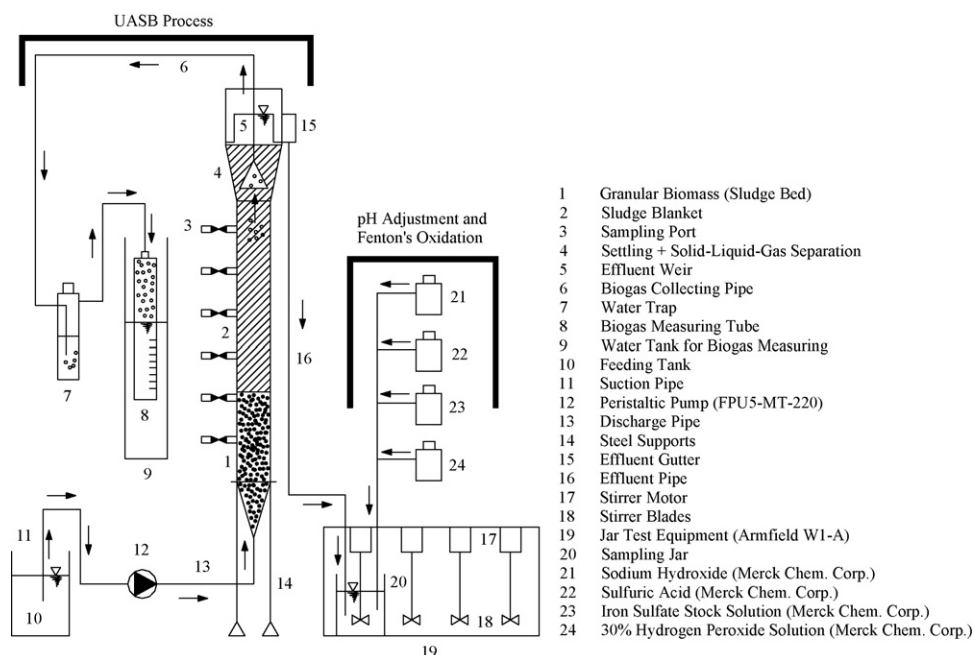 UASB Process
6
5
15
4
pH Adjustment and
Fenton's Oxidation
3
21
2
16
22
7
8
23
1
24
9
11
12
13
14
17
10
20
18
19
1 Granular Biomass (Sludge Bed)
2 Sludge Blanket
3 Sampling Port
4 Settling + Solid-Liquid-Gas Separation
5 Effluent Weir
6 Biogas Collecting Pipe
7 Water Trap
8 Biogas Measuring Tube
9 Water Tank for Biogas Measuring
10 Feeding Tank
11 Suction Pipe
12 Peristaltic Pump (FPU5-MT-220)
13 Discharge Pipe
14 Steel Supports
15 Effluent Gutter
16 Effluent Pipe
17 Stirrer Motor
18 Stirrer Blades
19 Jar Test Equipment (Armfield W1-A)
20 Sampling Jar
21 Sodium Hydroxide (Merck Chem. Corp.)
22 Sulfuric Acid (Merck Chem. Corp.)
23 Iron Sulfate Stock Solution (Merck Chem. Corp.)
24 30% Hydrogen Peroxide Solution (Merck Chem. Corp.)